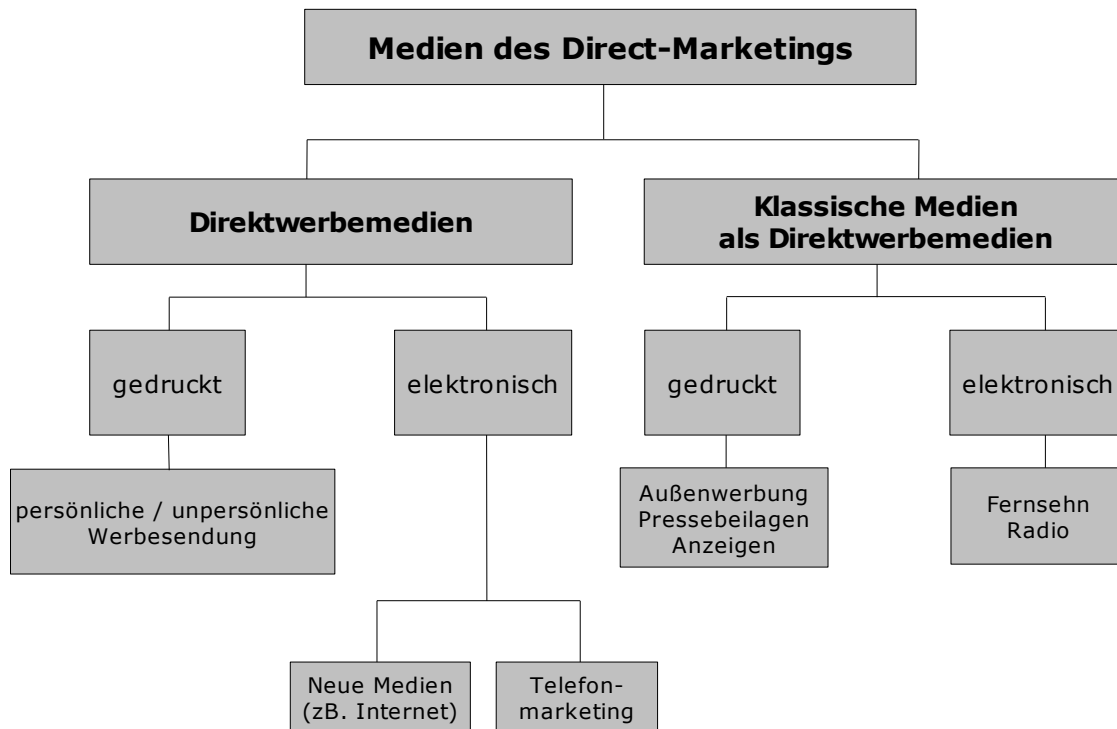 Medien des Direct-Marketings
Direktwerbemedien
Klassische Medien
als Direktwerbemedien
gedruckt
elektronisch
gedruckt
elektronisch
persönliche / unpersönliche
Werbesendung
Außenwerbung
Pressebeilagen
Anzeigen
Fernsehn
Radio
Neue Medien
(zB. Internet)
Telefon-
marketing